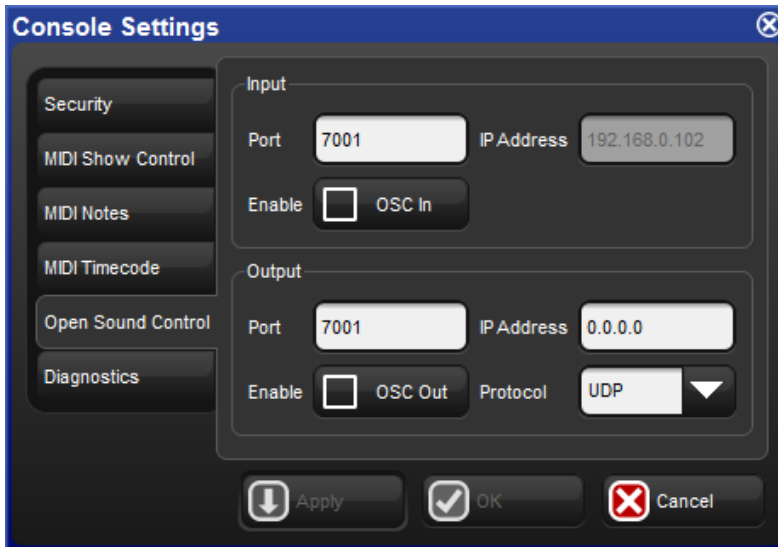 Console Settings
Security
MIDI Show Control
MIDI Notes
MIDI Timecode
Open Sound Control
Diagnostics
Input
Port 7001 IP Address 192.168.0.102
Enable OSC In
Output
Port 7001 IP Address 0.0.0.0
Enable OSC Out Protocol UDP
Apply OK Cancel